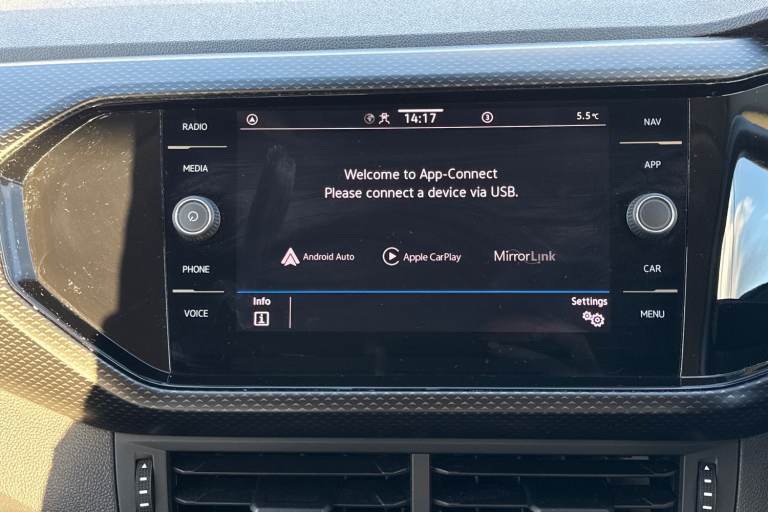 RADIO
MEDIA
PHONE
VOICE
14:17
3
5.5°C
Welcome to App-Connect
Please connect a device via USB.
Android Auto
Apple CarPlay
MirrorLink
Info
Settings
NAV
APP
CAR
MENU